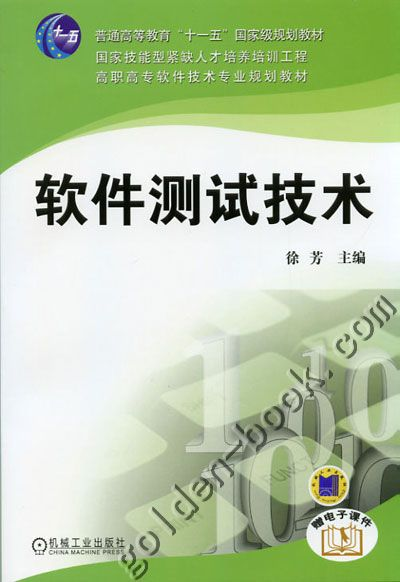 十一五
普通高等教育“十一五”国家级规划教材
国家技能型紧缺人才培养培训工程
高职高专软件技术专业规划教材
软件测试技术
徐芳 主编
golden-book.com
FUNCT
赠电子课件
机械工业出版社
CHINA MACHINE PRESS